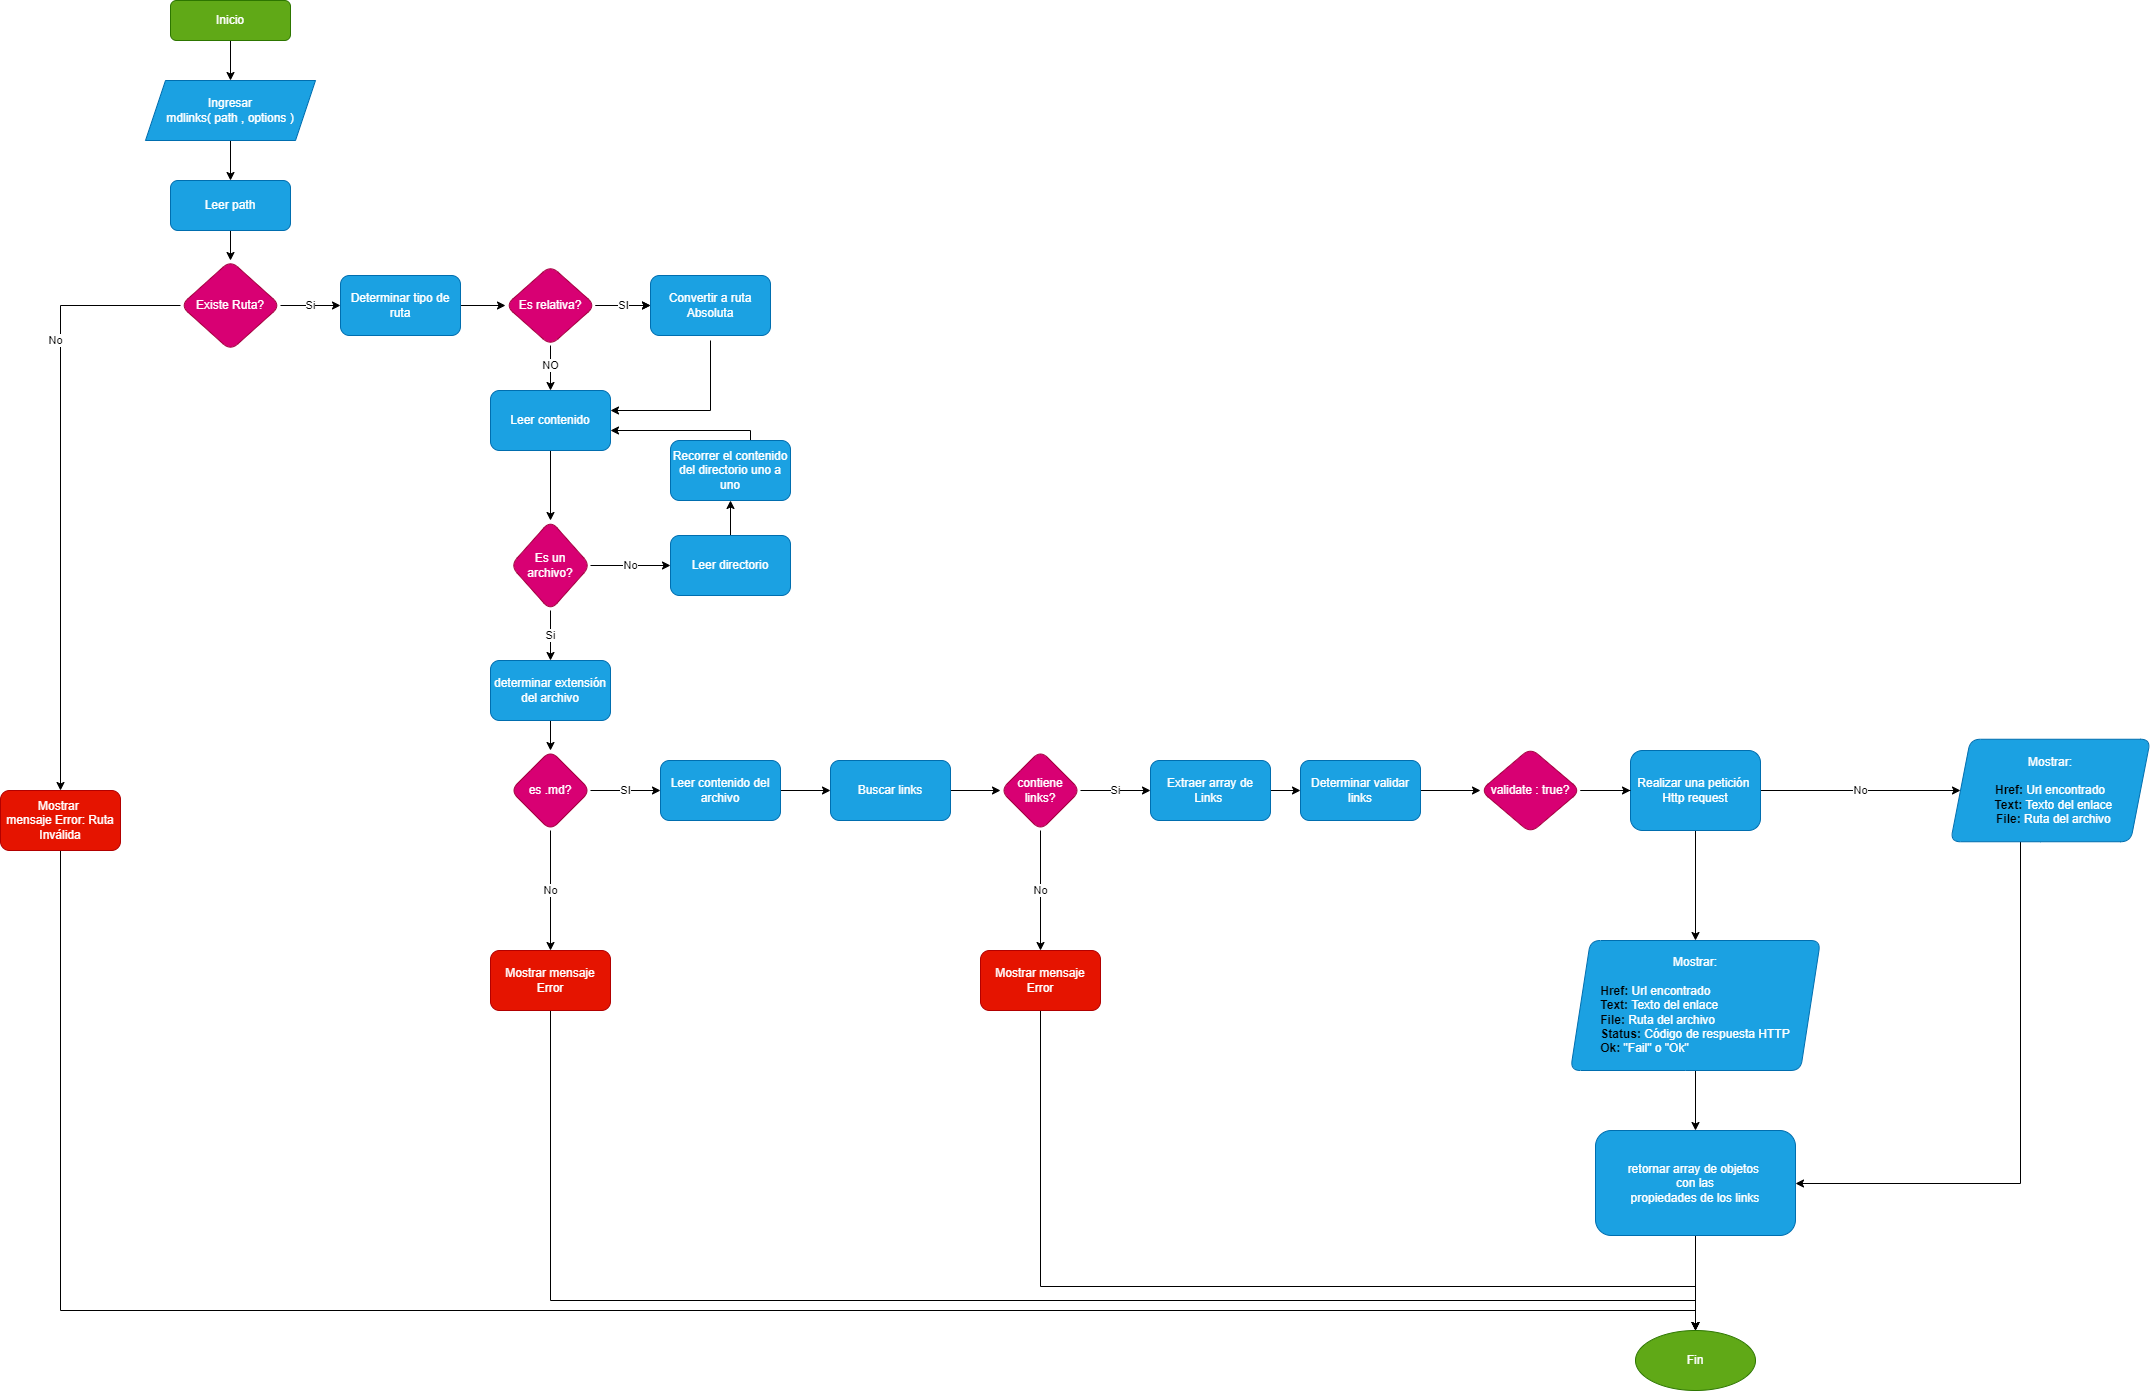 Inicio
Ingresar
mdlinks( path , options )
Leer path
Existe Ruta?
Si
Determinar tipo de
ruta
Es relativa?
SI
Convertir a ruta
Absoluta
No
NO
Leer contenido
Recorrer el contenido
del directorio uno a
uno
Es un
archivo?
No
Leer directorio
Si
determinar extensión
del archivo
es .md?
SI
Leer contenido del
archivo
Buscar links
contiene
links?
Si
Extraer array de
Links
Determinar validar
links
validate : true?
Realizar una petición
Http request
No
Mostrar:
Href: Url encontrado
Text: Texto del enlace
File: Ruta del archivo
Mostrar
mensaje Error: Ruta
Inválida
No
No
Mostrar mensaje
Error
Mostrar mensaje
Error
Mostrar:
Href: Url encontrado
Text: Texto del enlace
File: Ruta del archivo
Status: Código de respuesta HTTP
Ok: "Fail" o "Ok"
retornar array de objetos
con las
propiedades de los links
Fin